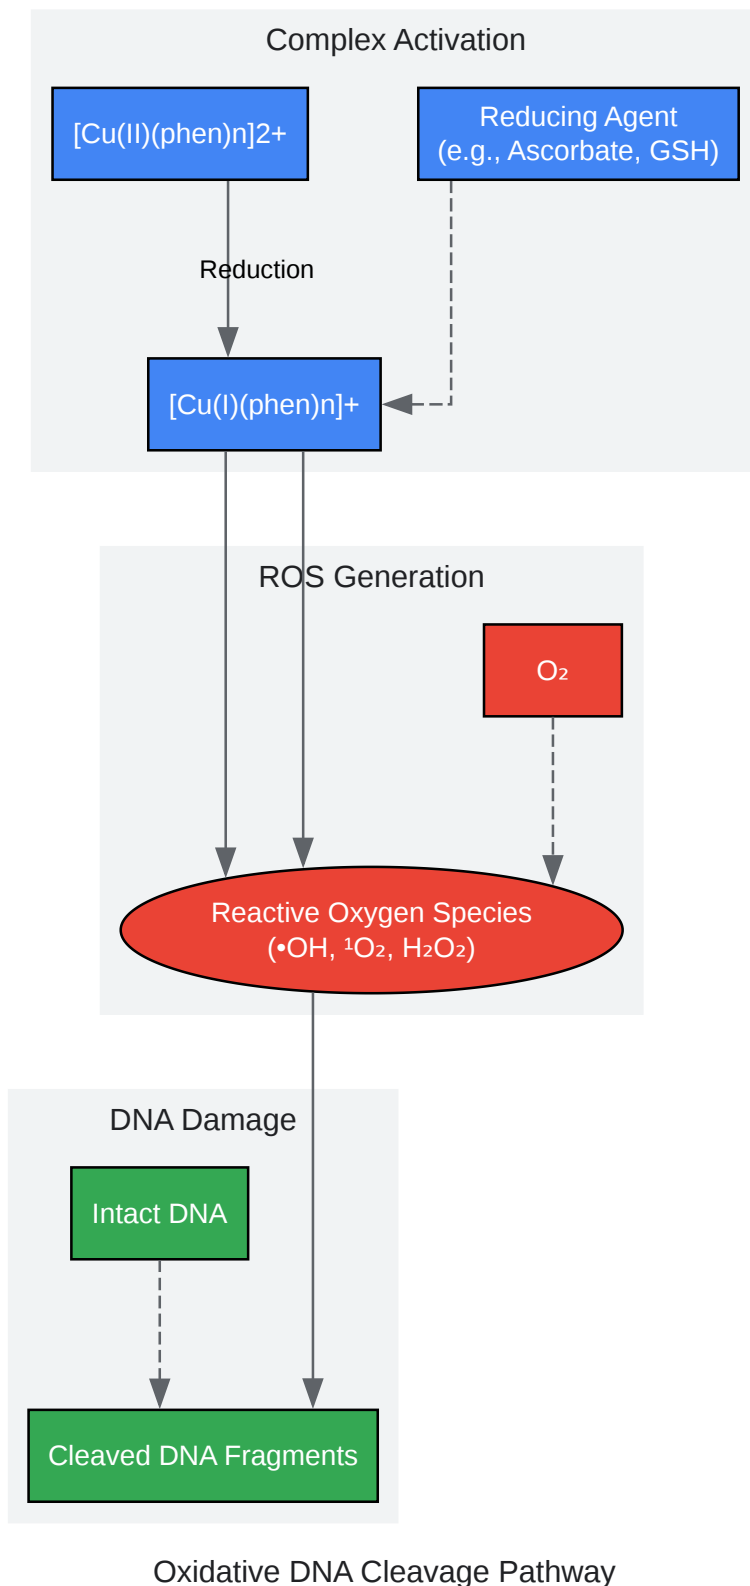 Complex Activation
[Cu(II)(phen)n]2+
Reducing Agent
(e.g., Ascorbate, GSH)
Reduction
[Cu(I)(phen)n]+
ROS Generation
O₂
Reactive Oxygen Species
(•OH, ¹O₂, H₂O₂)
DNA Damage
Intact DNA
Cleaved DNA Fragments
Oxidative DNA Cleavage Pathway